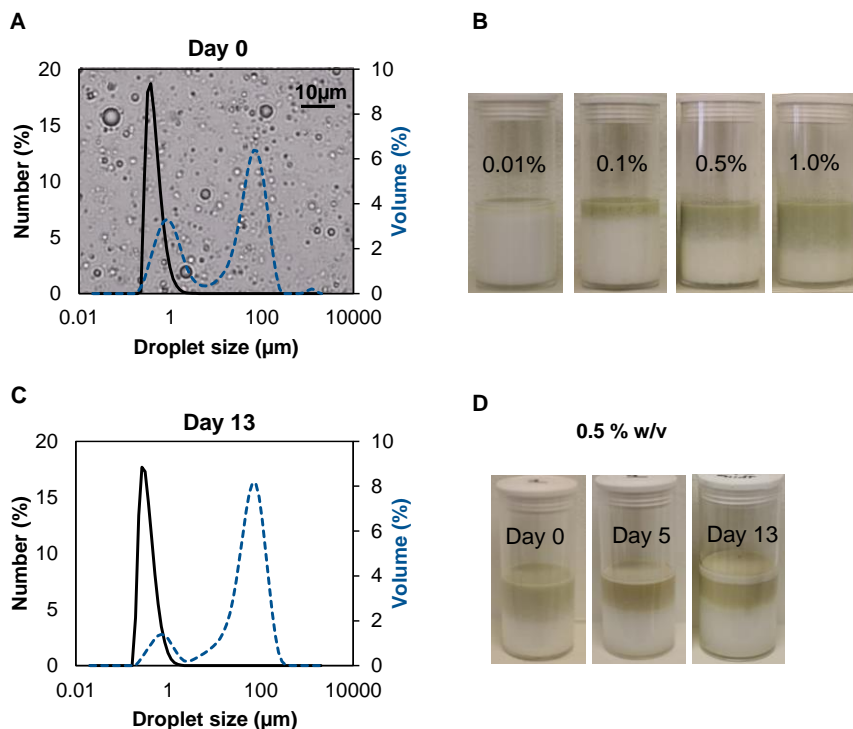 A
Day 0
20
15
10
5
0
Number (%)
10µm
10
8
6
4
2
0
Volume (%)
0.01
1
100
10000
Droplet size (µm)
B
0.01%
0.1%
0.5%
1.0%
C
Day 13
20
15
10
5
0
Number (%)
10
8
6
4
2
0
Volume (%)
0.01
1
100
10000
Droplet size (µm)
D
0.5 % w/v
Day 0
Day 5
Day 13